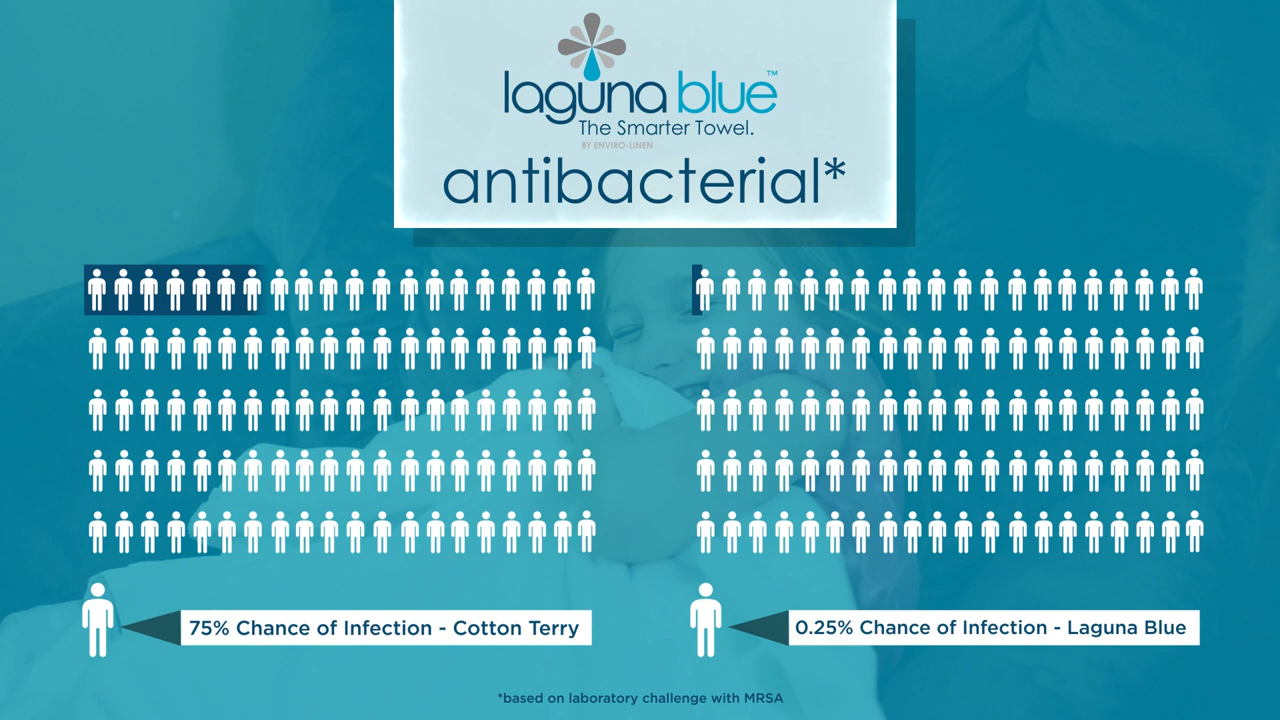 laguna blue™
The Smarter Towel.
BY ENVIRO-LINEN
antibacterial*
75% Chance of Infection - Cotton Terry
0.25% Chance of Infection - Laguna Blue
*based on laboratory challenge with MRSA